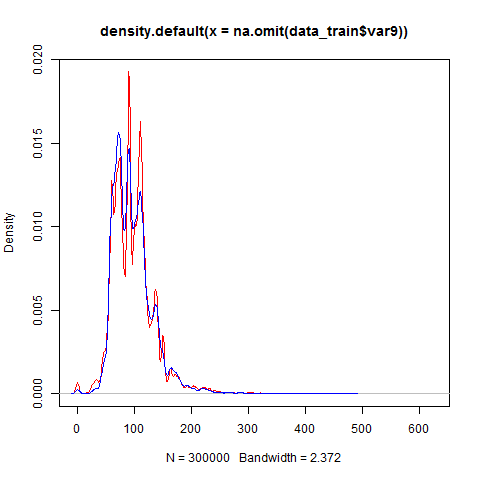 density.default(x = na.omit(data_train$var9))
Density
0.020
0.015
0.010
0.005
0.000
0 100 200 300 400 500 600
N = 300000 Bandwidth = 2.372